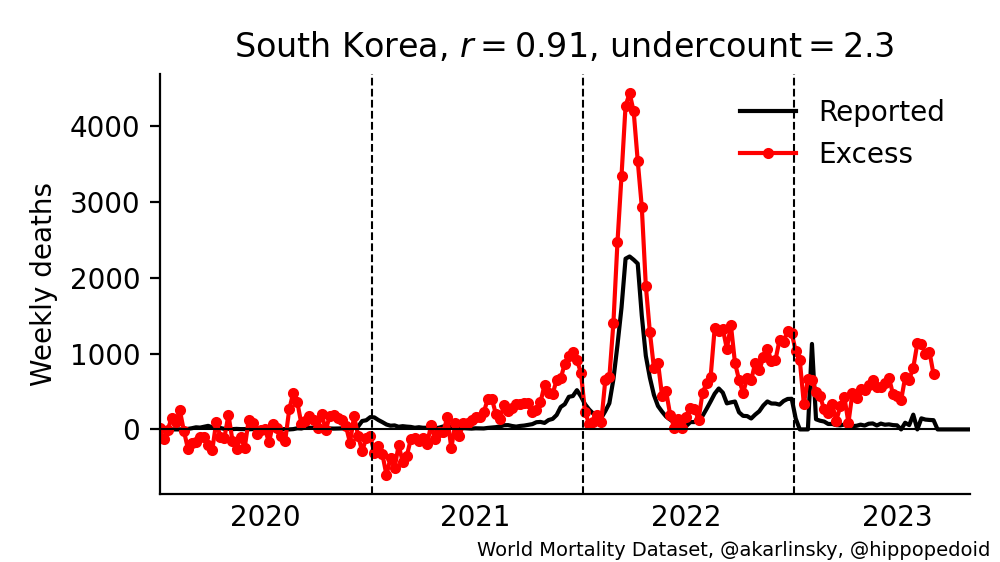 South Korea, r = 0.91, undercount = 2.3
Weekly deaths
4000
3000
2000
1000
0
Reported
Excess
2020 2021 2022 2023
World Mortality Dataset, @akarlinsky, @hippopedoid